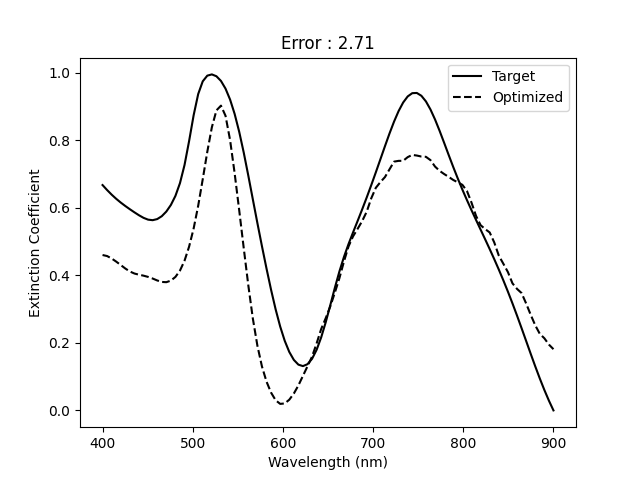 Error : 2.71
Target
Optimized
Extinction Coefficient
1.0
0.8
0.6
0.4
0.2
0.0
400 500 600 700 800 900
Wavelength (nm)